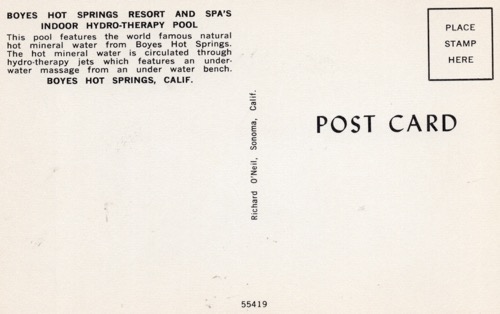 BOYES HOT SPRINGS RESORT AND SPA'S
INDOOR HYDRO-THERAPY POOL
This pool features the world famous natural
hot mineral water from Boyes Hot Springs.
The hot mineral water is circulated through
hydro-therapy jets which features an under-
water massage from an under water bench.
BOYES HOT SPRINGS, CALIF.
PLACE
STAMP
HERE
POST CARD
Richard O'Neil, Sonoma, Calif.
55419